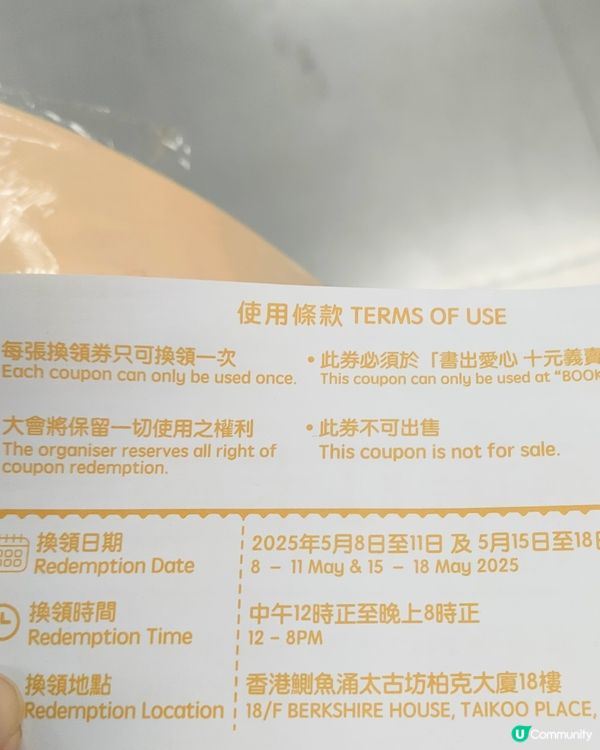 使用條款 TERMS OF USE
每張換領券只可換領一次
Each coupon can only be used once.
• 此券必須於「書出愛心 十元義賣
This coupon can only be used at “BOOK
大會將保留一切使用之權利
The organiser reserves all right of
coupon redemption.
• 此券不可出售
This coupon is not for sale.
換領日期
Redemption Date
2025年5月8日至11日 及 5月15日至18日
8 – 11 May & 15 – 18 May 2025
換領時間
Redemption Time
中午12時正至晚上8時正
12 – 8PM
換領地點
Redemption Location
香港鰂魚涌太古坊柏克大廈18樓
18/F BERKSHIRE HOUSE, TAIKOO PLACE,
U Community